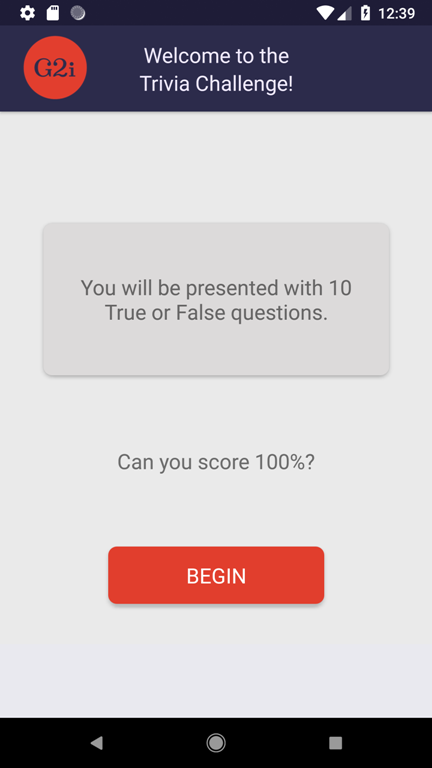 12:39
G2i
Welcome to the
Trivia Challenge!
You will be presented with 10
True or False questions.
Can you score 100%?
BEGIN